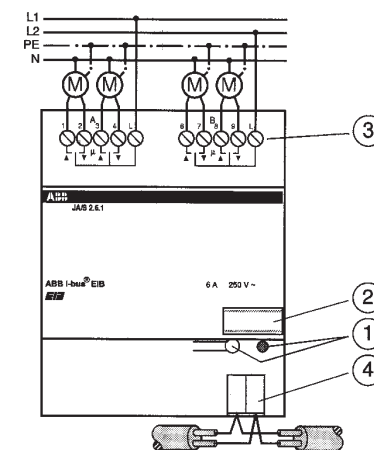 L1
L2
PE
N
M M M M
A B
1 2 3 4 L 6 7 8 9 L
µ µ
3
ABB
JA/S 2.6.1
ABB i-bus® EIB 6 A 250 V ~
EIB
2
1
4